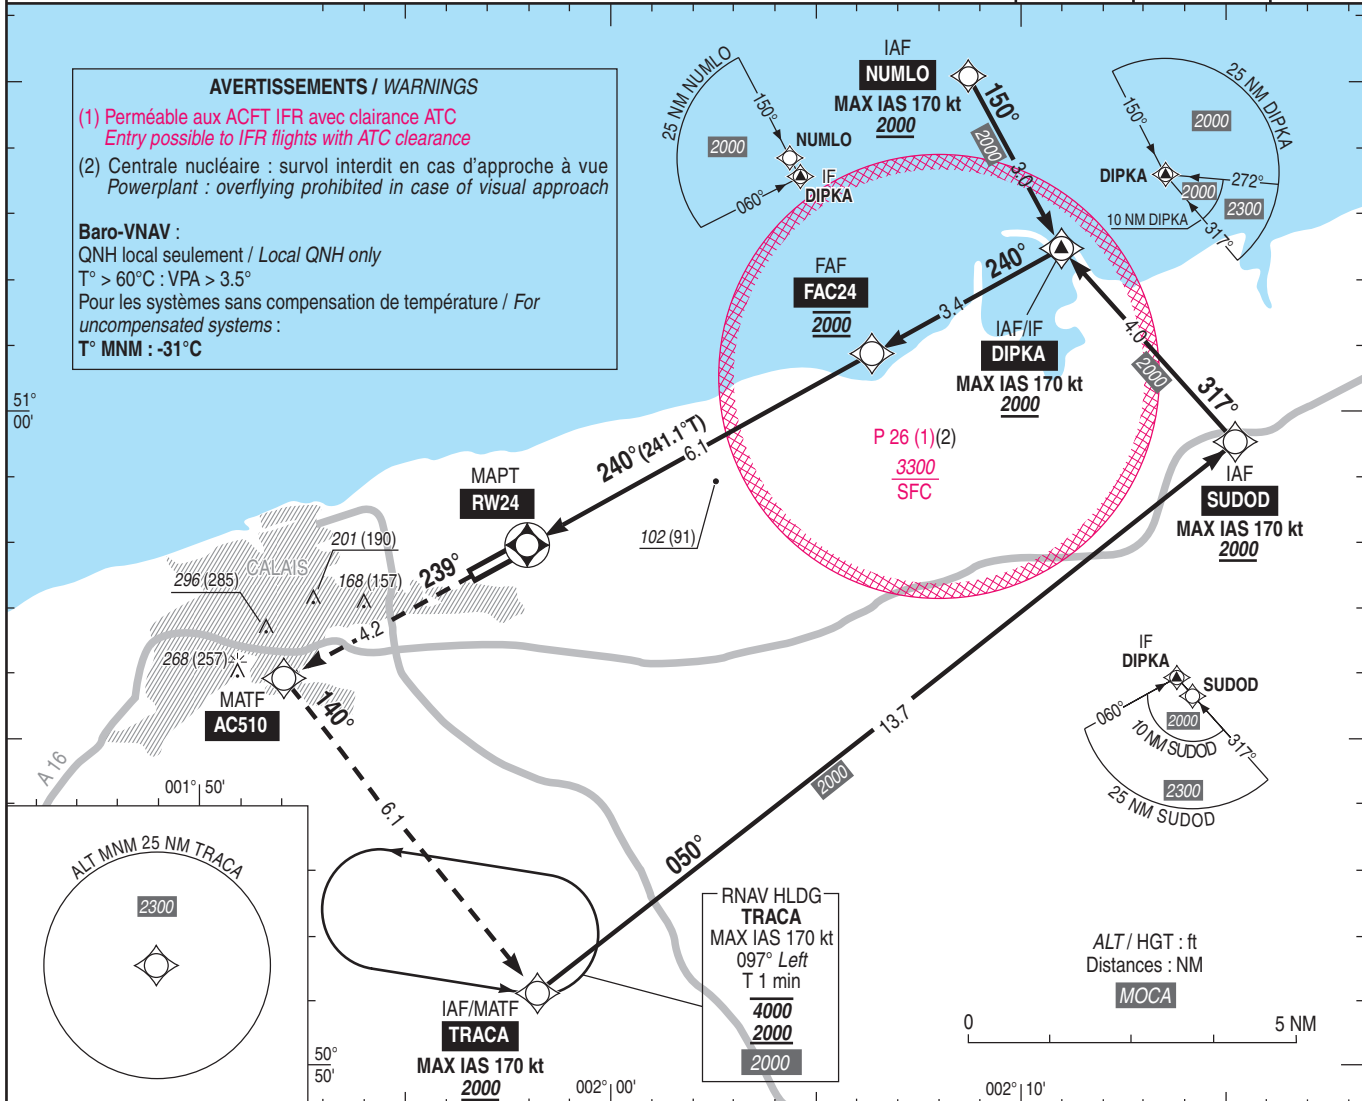 AVERTISSEMENTS / WARNINGS
(1) Perméable aux ACFT IFR avec clairance ATC
Entry possible to IFR flights with ATC clearance
(2) Centrale nucléaire : survol interdit en cas d'approche à vue
Powerplant : overflying prohibited in case of visual approach
Baro-VNAV :
QNH local seulement / Local QNH only
T° > 60°C : VPA > 3.5°
Pour les systèmes sans compensation de température / For
uncompensated systems :
T° MNM : -31°C
25 NM NUMLO
150°
2000
NUMLO
IF
DIPKA
060°
IAF
NUMLO
MAX IAS 170 kt
2000
150°
2000
3.0
25 NM DIPKA
150°
2000
DIPKA
272°
2000
2300
10 NM DIPKA
317°
FAF
FAC24
2000
240°
3.4
IAF/IF
DIPKA
MAX IAS 170 kt
2000
4.0
2000
317°
51°
00'
240° (241.1°T)
6.1
P 26 (1)(2)
3300
SFC
IAF
SUDOD
MAX IAS 170 kt
2000
MAPT
RW24
102 (91)
201 (190)
CALAIS
296 (285)
168 (157)
239°
4.2
268 (257)
MATF
AC510
140°
A 16
001° 50'
6.1
13.7
2000
050°
IF
DIPKA
SUDOD
060°
2000
10 NM SUDOD
317°
2300
25 NM SUDOD
ALT MNM 25 NM TRACA
2300
RNAV HLDG
TRACA
MAX IAS 170 kt
097° Left
T 1 min
4000
2000
2000
IAF/MATF
TRACA
MAX IAS 170 kt
2000
50°
50'
002° 00'
ALT / HGT : ft
Distances : NM
MOCA
0
5 NM
002° 10'